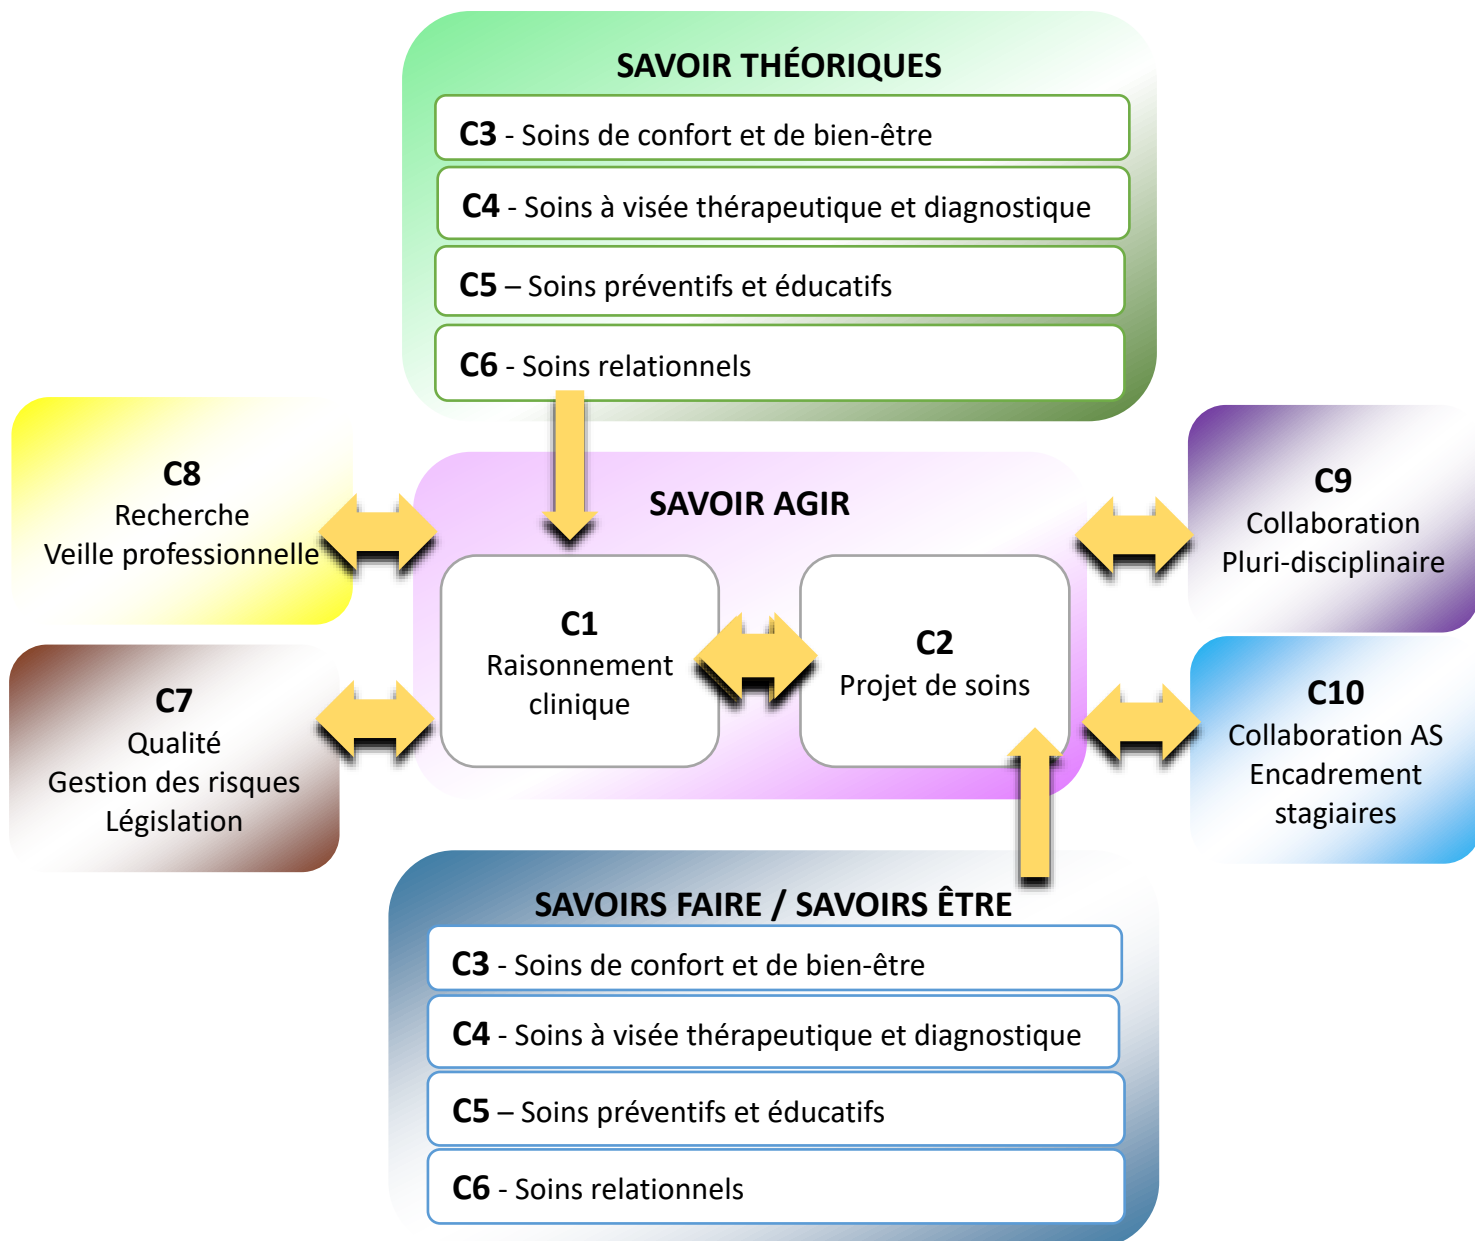 SAVOIR THÉORIQUES
C3 - Soins de confort et de bien-être
C4 - Soins à visée thérapeutique et diagnostique
C5 – Soins préventifs et éducatifs
C6 - Soins relationnels
C8
Recherche
Veille professionnelle
C7
Qualité
Gestion des risques
Législation
SAVOIR AGIR
C1
Raisonnement
clinique
C2
Projet de soins
C9
Collaboration
Pluri-disciplinaire
C10
Collaboration AS
Encadrement
stagiaires
SAVOIRS FAIRE / SAVOIRS ÊTRE
C3 - Soins de confort et de bien-être
C4 - Soins à visée thérapeutique et diagnostique
C5 – Soins préventifs et éducatifs
C6 - Soins relationnels